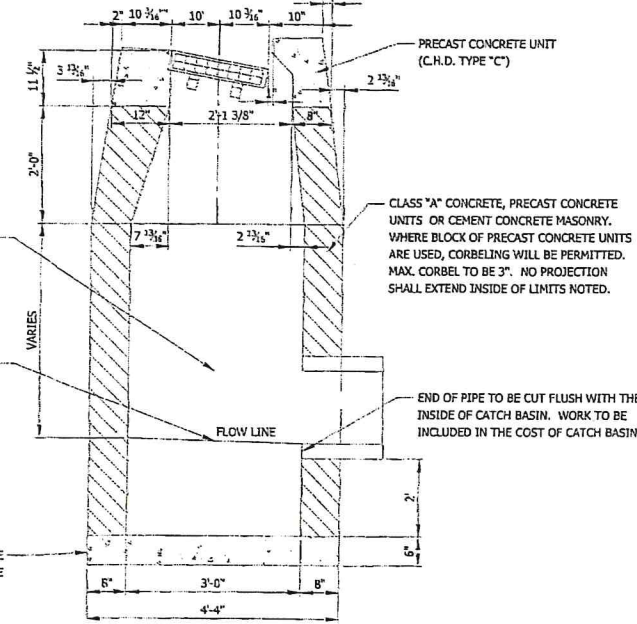 2" 10 3/16" 10' 10 3/16" 10"
PRECAST CONCRETE UNIT
(C.H.D. TYPE "C")
3 13/16"
2 13/16"
11 1/2"
12" 2'-1 3/8" 8"
2'-0"
CLASS "A" CONCRETE, PRECAST CONCRETE
UNITS OR CEMENT CONCRETE MASONRY.
WHERE BLOCK OF PRECAST CONCRETE UNITS
ARE USED, CORBELING WILL BE PERMITTED.
MAX. CORBEL TO BE 3". NO PROJECTION
SHALL EXTEND INSIDE OF LIMITS NOTED.
7 13/16" 2 13/16"
VARIES
END OF PIPE TO BE CUT FLUSH WITH THE
INSIDE OF CATCH BASIN. WORK TO BE
INCLUDED IN THE COST OF CATCH BASIN
FLOW LINE
2'
6"
8" 3'-0" 8"
4'-4"